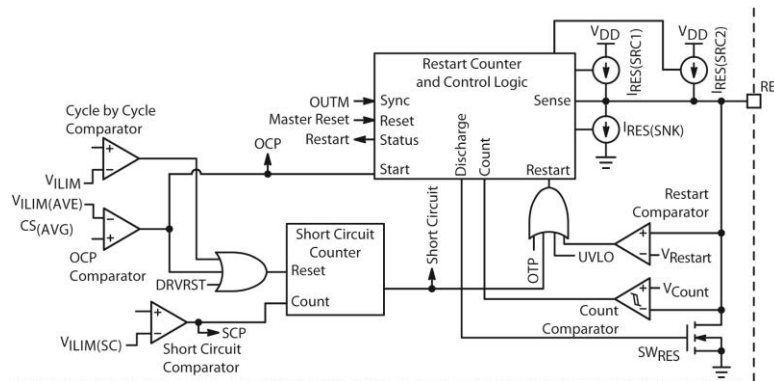 V_DD
V_DD
I_RES(SRC1)
I_RES(SRC2)
RE
Restart Counter
and Control Logic
OUTM
Sync
Sense
Master Reset
Reset
I_RES(SNK)
Restart
Status
Start
Discharge
Count
Restart
Cycle by Cycle
Comparator
OCP
V_ILIM
V_ILIM(AVE)
CS_(AVG)
OCP
Comparator
DRVRST
Short Circuit
Counter
Reset
Count
Short Circuit
OTP
UVLO
Restart
Comparator
V_Restart
V_Count
Count
Comparator
SW_RES
V_ILIM(SC)
SCP
Short Circuit
Comparator